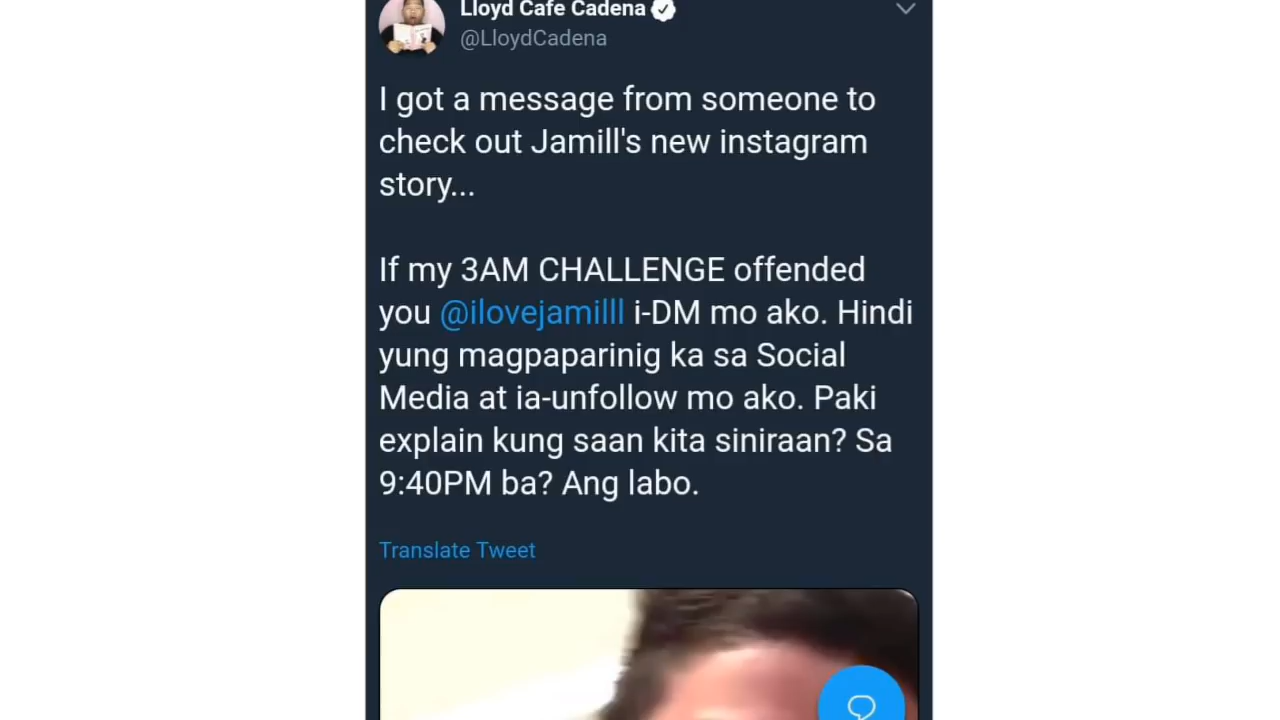 Lloyd Cafe Cadena
@LloydCadena
I got a message from someone to
check out Jamill's new instagram
story...
If my 3AM CHALLENGE offended
you @ilovejamilll i-DM mo ako. Hindi
yung magpaparinig ka sa Social
Media at ia-unfollow mo ako. Paki
explain kung saan kita siniraan? Sa
9:40PM ba? Ang labo.
Translate Tweet